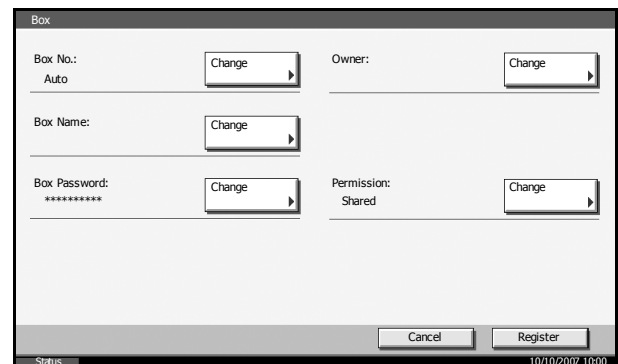 Box
Box No.:
Auto
Change
Owner:
Change
Box Name:
Change
Box Password:
**********
Change
Permission:
Shared
Change
Cancel
Register
Status
10/10/2007 10:00